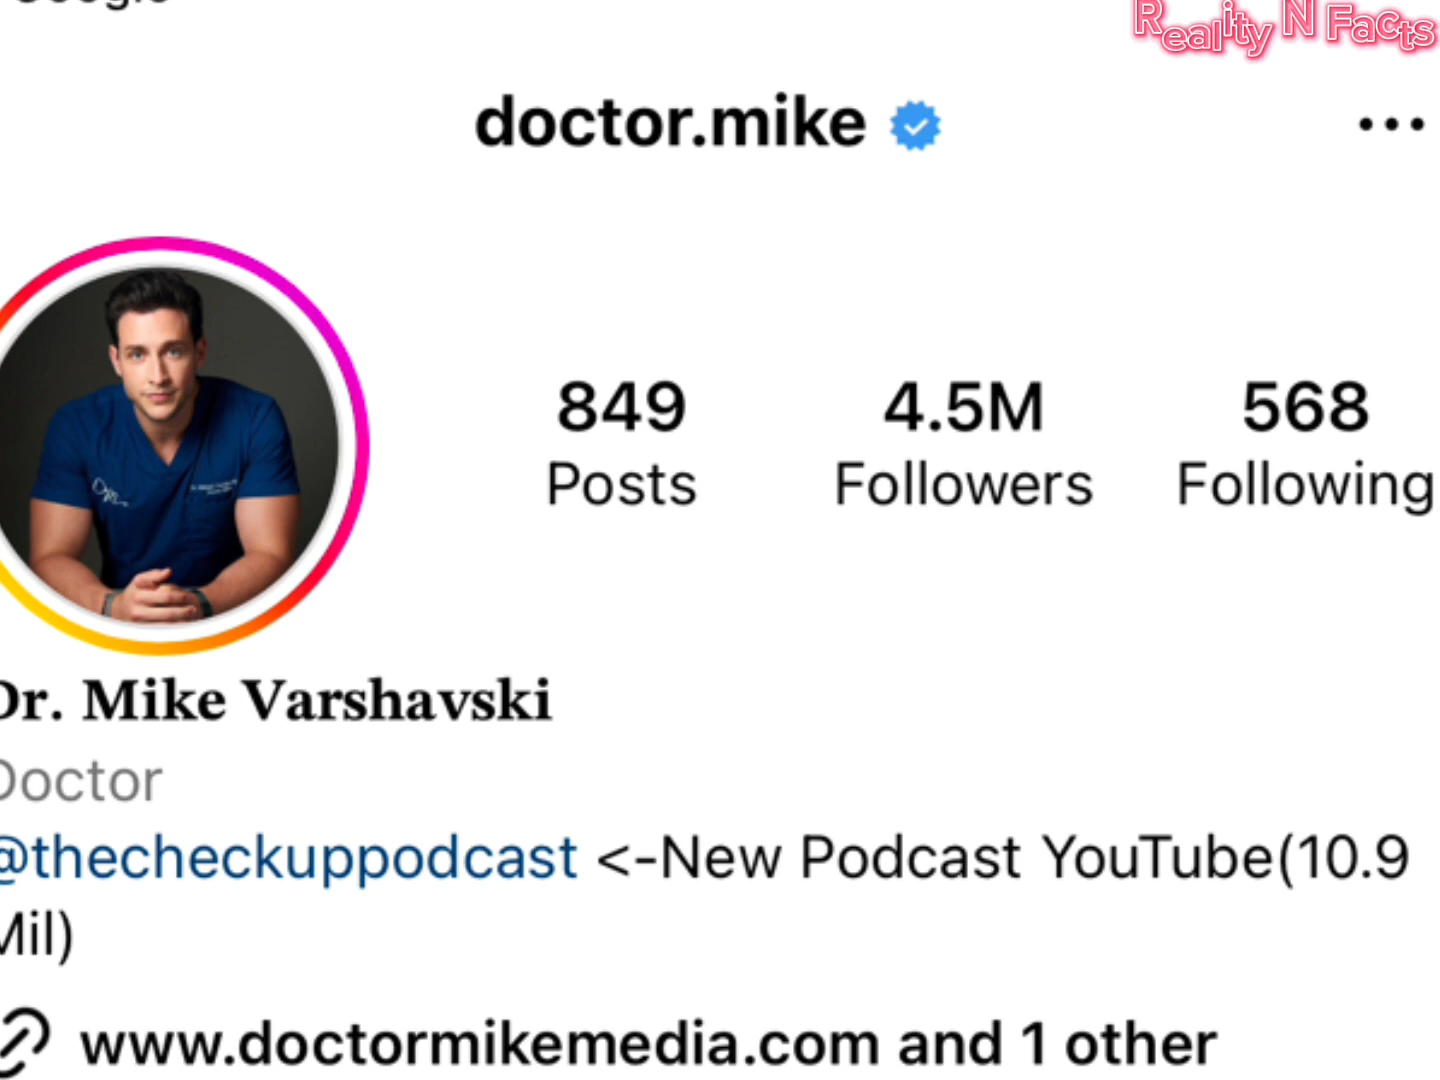 Google
Reality N Facts
doctor.mike
849 4.5M 568
Posts Followers Following
Dr. Mike Varshavski
Doctor
@thecheckuppodcast <-New Podcast YouTube(10.9
Mil)
www.doctormikemedia.com and 1 other